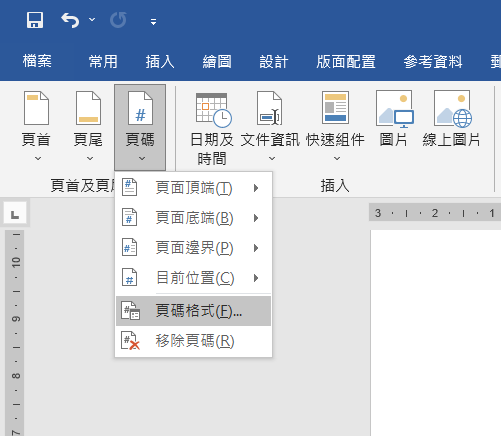 檔案 常用 插入 繪圖 設計 版面配置 參考資料
頁首 頁尾 頁碼 日期及時間 文件資訊 快速組件 圖片 線上圖片
頁首及頁 插入
頁面頂端(T)
頁面底端(B)
頁面邊界(P)
目前位置(C)
頁碼格式(F)...
移除頁碼(R)
L
3 2 1
10
9
8
7